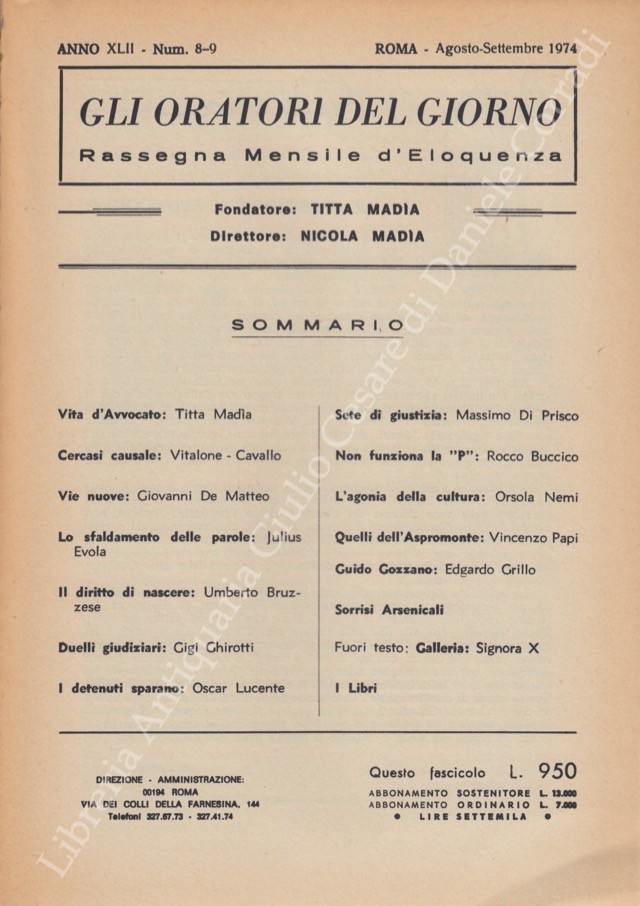 ANNO XLII - Num. 8-9
ROMA - Agosto-Settembre 1974
GLI ORATORI DEL GIORNO
Rassegna Mensile d'Eloquenza
Fondatore: TITTA MADÌA
Direttore: NICOLA MADÌA
SOMMARIO
Vita d'Avvocato: Titta Madìa
Cercasi causale: Vitalone - Cavallo
Vie nuove: Giovanni De Matteo
Lo sfaldamento delle parole: Julius
Evola
Il diritto di nascere: Umberto Bruz-
zese
Duelli giudiziari: Gigi Ghirotti
I detenuti sparano: Oscar Lucente
Sete di giustizia: Massimo Di Prisco
Non funziona la "P": Rocco Buccico
L'agonia della cultura: Orsola Nemi
Quelli dell'Aspromonte: Vincenzo Papi
Guido Gozzano: Edgardo Grillo
Sorrisi Arsenicali
Fuori testo: Galleria: Signora X
I Libri
DIREZIONE - AMMINISTRAZIONE:
00194 ROMA
VIA DEI COLLI DELLA FARNESINA, 144
Telefoni 327.67.73 - 327.41.74
Questo fascicolo L. 950
ABBONAMENTO SOSTENITORE L. 13.000
ABBONAMENTO ORDINARIO L. 7.000
• LIRE SETTEMILA •
Libreria Antiquaria Giulio Cesare di Daniele Corradi